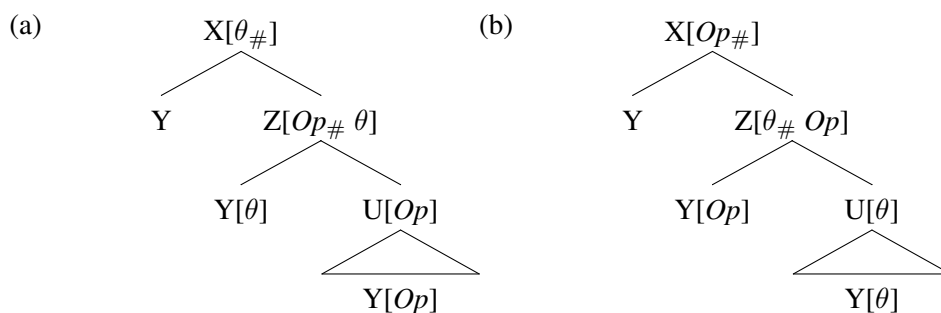 (a) X[θ#]
Y Z[Op# θ]
Y[θ] U[Op]
Y[Op]
(b) X[Op#]
Y Z[θ# Op]
Y[Op] U[θ]
Y[θ]